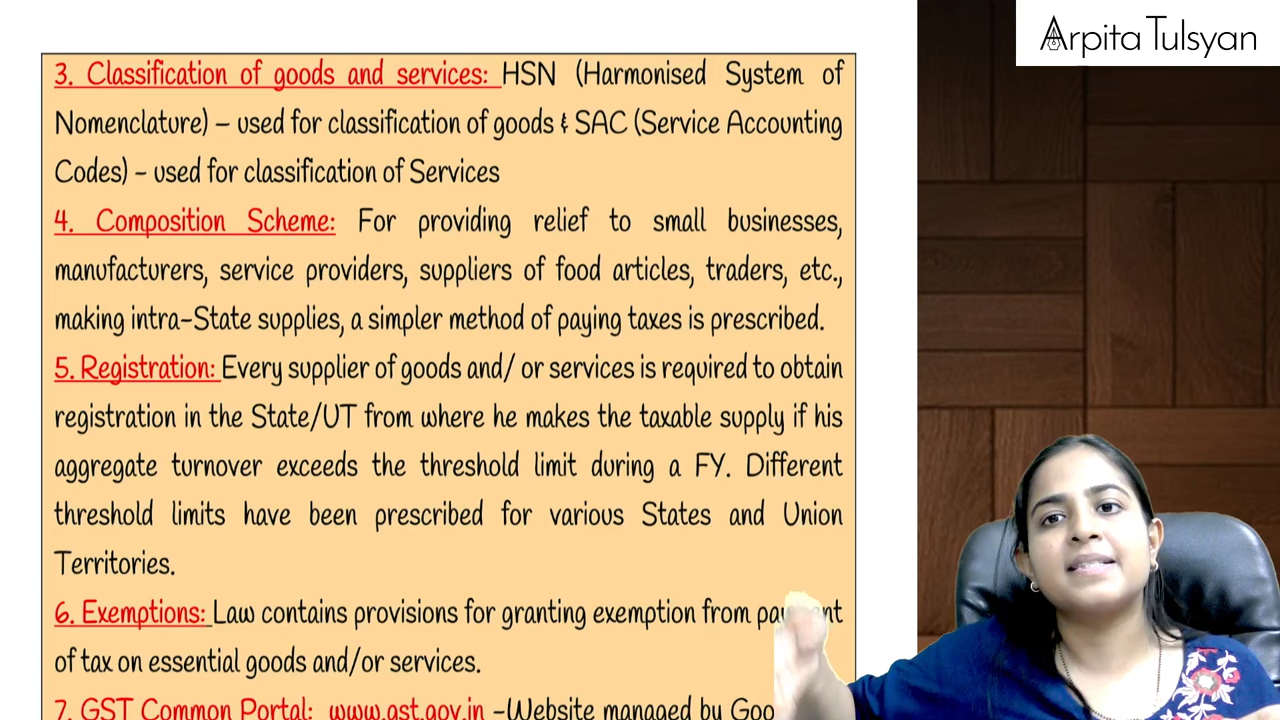 Arpita Tulsyan
3. Classification of goods and services: HSN (Harmonised System of
Nomenclature) – used for classification of goods & SAC (Service Accounting
Codes) – used for classification of Services
4. Composition Scheme: For providing relief to small businesses,
manufacturers, service providers, suppliers of food articles, traders, etc.,
making intra-State supplies, a simpler method of paying taxes is prescribed.
5. Registration: Every supplier of goods and/ or services is required to obtain
registration in the State/UT from where he makes the taxable supply if his
aggregate turnover exceeds the threshold limit during a FY. Different
threshold limits have been prescribed for various States and Union
Territories.
6. Exemptions: Law contains provisions for granting exemption from
of tax on essential goods and/or services.
7. GST Common Portal: www.gst.gov.in -Website managed by